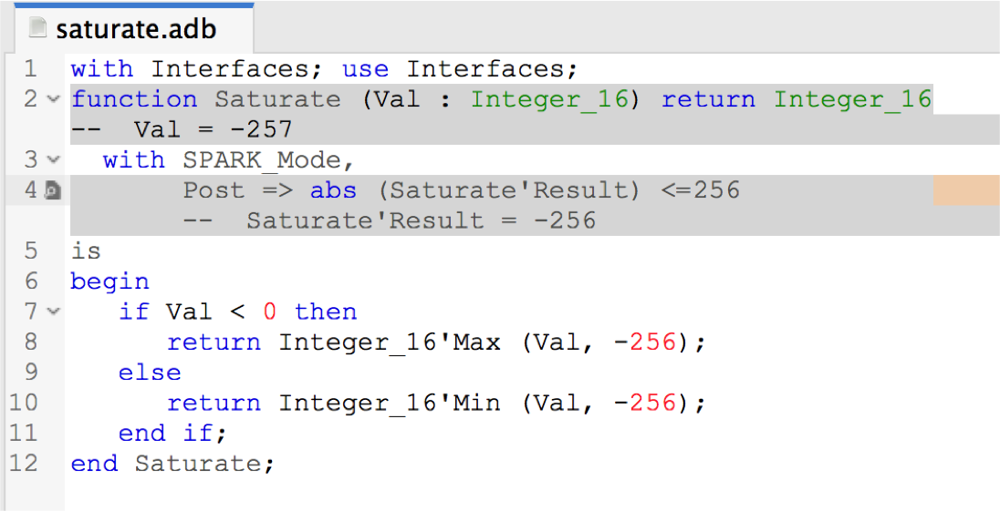 saturate.adb
1 with Interfaces; use Interfaces;
2 function Saturate (Val : Integer_16) return Integer_16
--  Val = -257
3   with SPARK_Mode,
4        Post => abs (Saturate'Result) <=256
       --  Saturate'Result = -256
5 is
6 begin
7    if Val < 0 then
8       return Integer_16'Max (Val, -256);
9    else
10       return Integer_16'Min (Val, -256);
11    end if;
12 end Saturate;